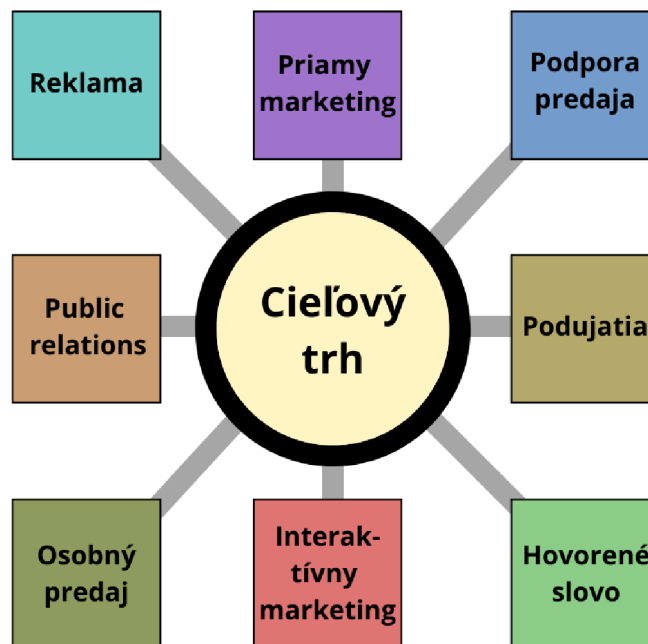 Reklama
Priamy
marketing
Podpora
predaja
Public
relations
Cieľový
trh
Podujatia
Osobný
predaj
Interak-
tívny
marketing
Hovorené
slovo